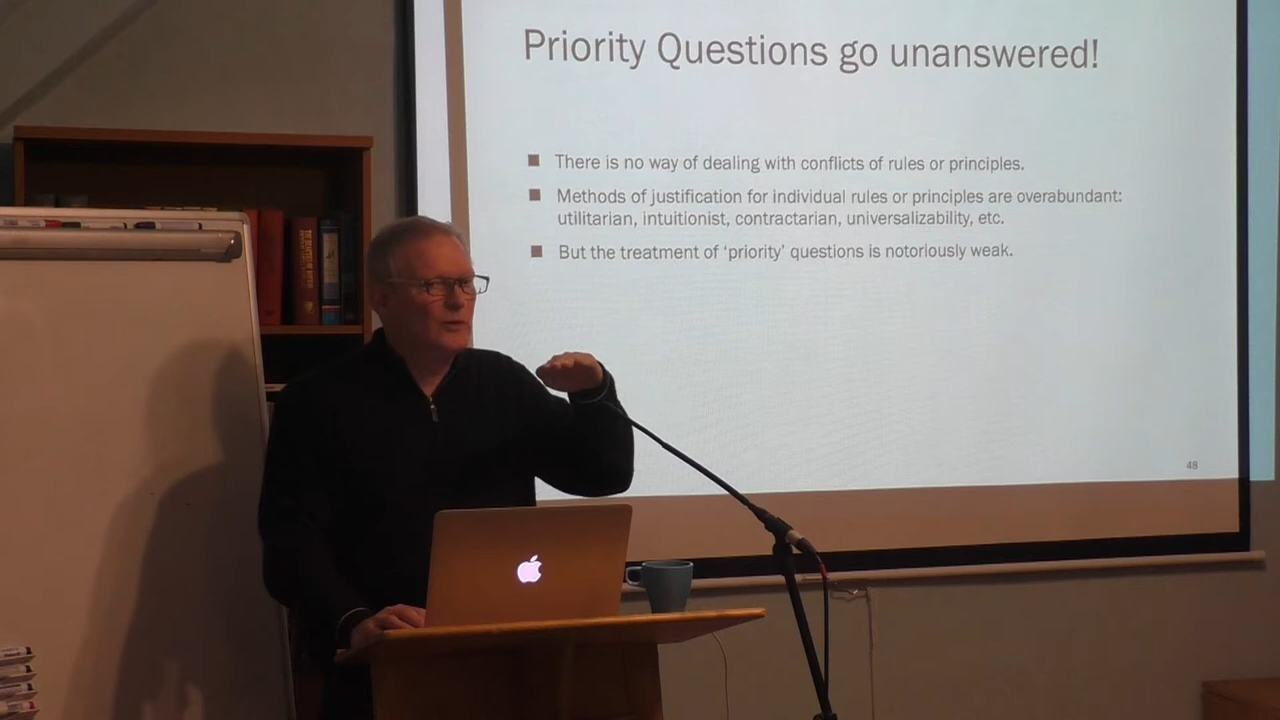 Priority Questions go unanswered!
There is no way of dealing with conflicts of rules or principles.
Methods of justification for individual rules or principles are overabundant:
utilitarian, intuitionist, contractarian, universalizability, etc.
But the treatment of ‘priority’ questions is notoriously weak.
48